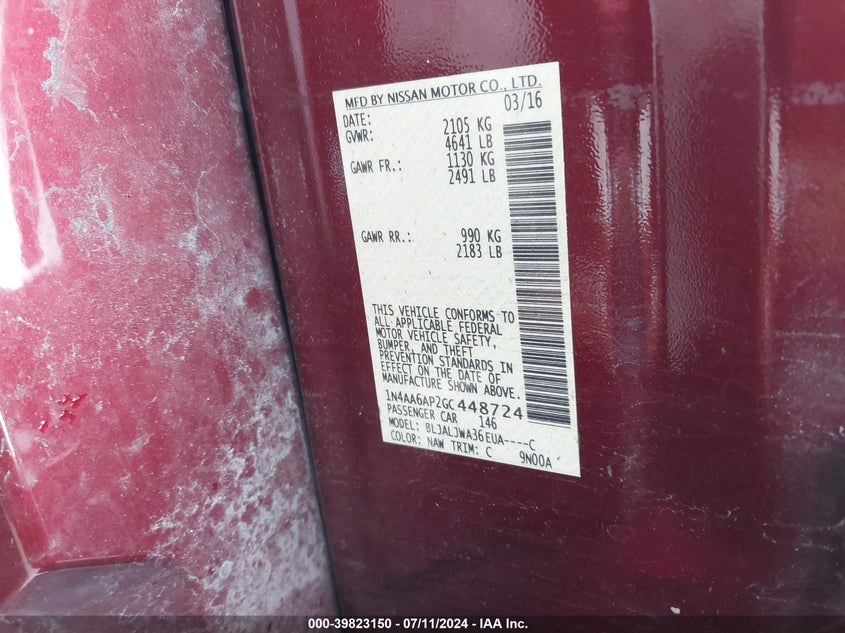 MFD BY NISSAN MOTOR CO., LTD.
DATE: 03/16
GVWR: 2105 KG
4641 LB
GAWR FR.: 1130 KG
2491 LB
GAWR RR.: 990 KG
2183 LB
THIS VEHICLE CONFORMS TO
ALL APPLICABLE FEDERAL
MOTOR VEHICLE SAFETY,
BUMPER, AND THEFT
PREVENTION STANDARDS IN
EFFECT ON THE DATE OF
MANUFACTURE SHOWN ABOVE.
1N4AA6AP2GC448724
PASSENGER CAR 146
MODEL: BLJALJWA36EUA----C
COLOR: NAW TRIM: C 9N00A
000-39823150 - 07/11/2024 - IAA Inc.